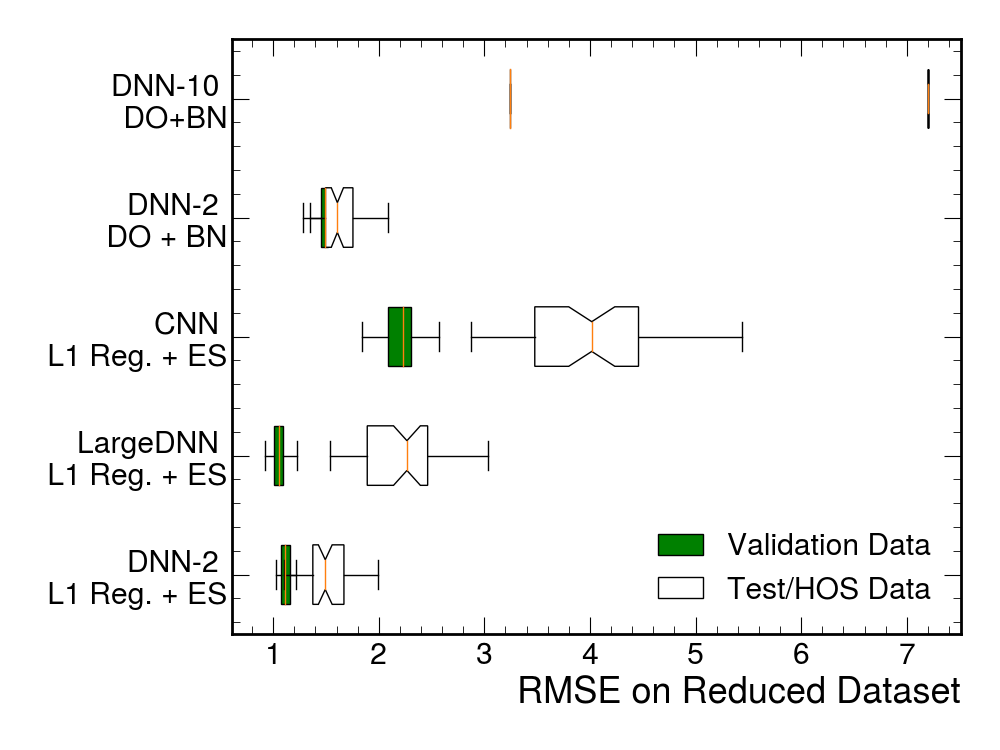 DNN-10
DO+BN
DNN-2
DO + BN
CNN
L1 Reg. + ES
LargeDNN
L1 Reg. + ES
DNN-2
L1 Reg. + ES
Validation Data
Test/HOS Data
1 2 3 4 5 6 7
RMSE on Reduced Dataset